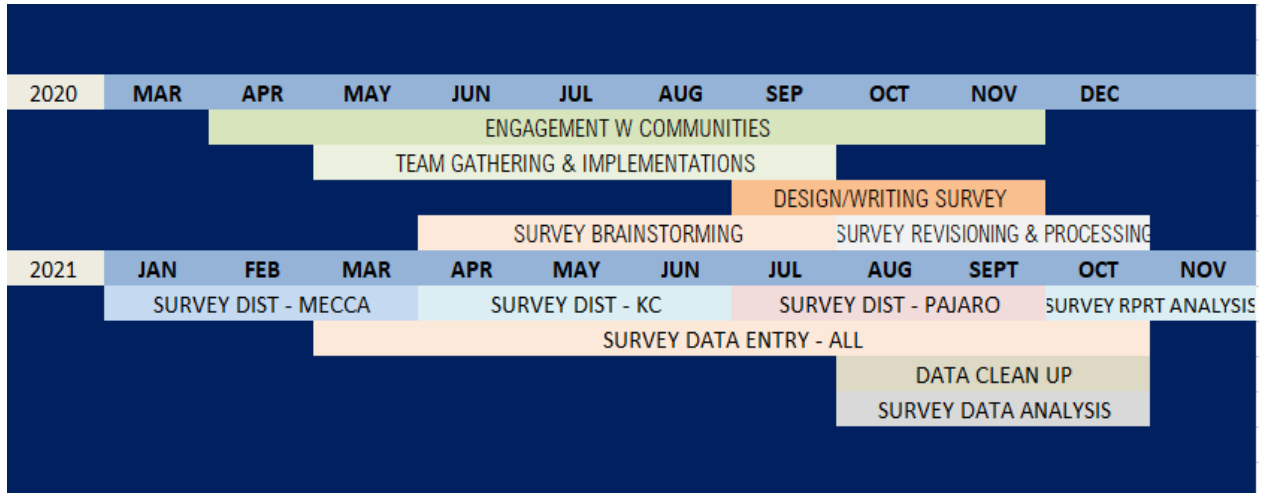 2020 MAR APR MAY JUN JUL AUG SEP OCT NOV DEC
ENGAGEMENT W COMMUNITIES
TEAM GATHERING & IMPLEMENTATIONS
DESIGN/WRITING SURVEY
SURVEY BRAINSTORMING SURVEY REVISIONING & PROCESSING
2021 JAN FEB MAR APR MAY JUN JUL AUG SEPT OCT NOV
SURVEY DIST - MECCA SURVEY DIST - KC SURVEY DIST - PAJARO SURVEY RPRT ANALYSIS
SURVEY DATA ENTRY - ALL
DATA CLEAN UP
SURVEY DATA ANALYSIS